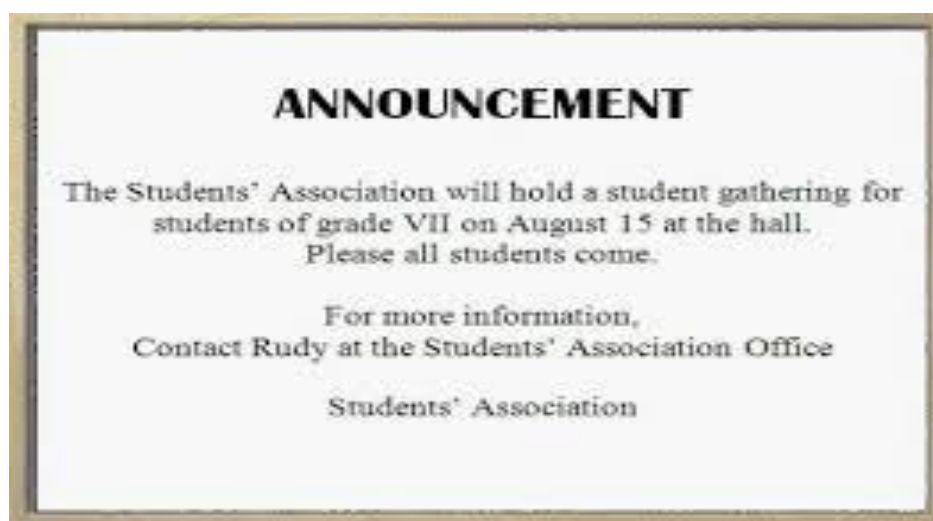 ANNOUNCEMENT
The Students' Association will hold a student gathering for
students of grade VII on August 15 at the hall.
Please all students come.
For more information,
Contact Rudy at the Students' Association Office
Students' Association